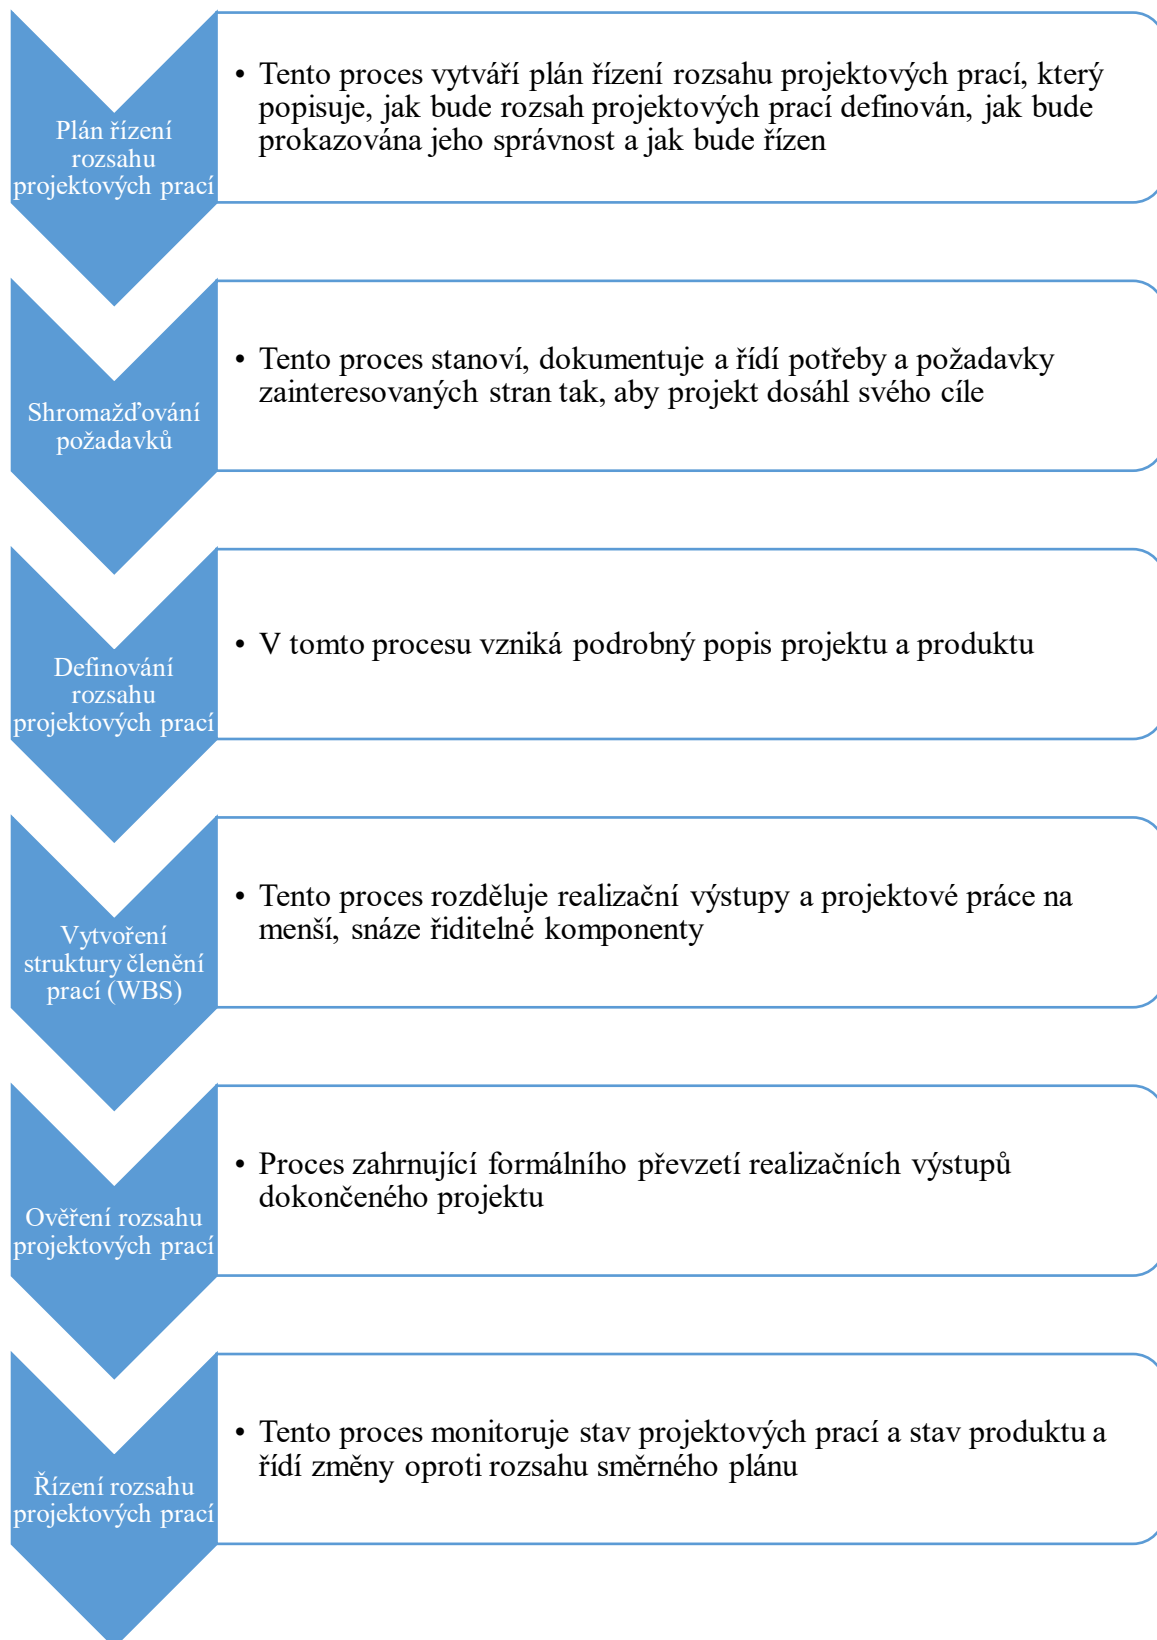 Plán řízení
rozsahu
projektových prací
• Tento proces vytváří plán řízení rozsahu projektových prací, který
popisuje, jak bude rozsah projektových prací definován, jak bude
prokazována jeho správnost a jak bude řízen
Shromažďování
požadavků
• Tento proces stanoví, dokumentuje a řídí potřeby a požadavky
zainteresovaných stran tak, aby projekt dosáhl svého cíle
Definování
rozsahu
projektových prací
• V tomto procesu vzniká podrobný popis projektu a produktu
Vytvoření
struktury členění
prací (WBS)
• Tento proces rozděluje realizační výstupy a projektové práce na
menší, snáze řiditelné komponenty
Ověření rozsahu
projektových prací
• Proces zahrnující formálního převzetí realizačních výstupů
dokončeného projektu
Řízení rozsahu
projektových prací
• Tento proces monitoruje stav projektových prací a stav produktu a
řídí změny oproti rozsahu směrného plánu